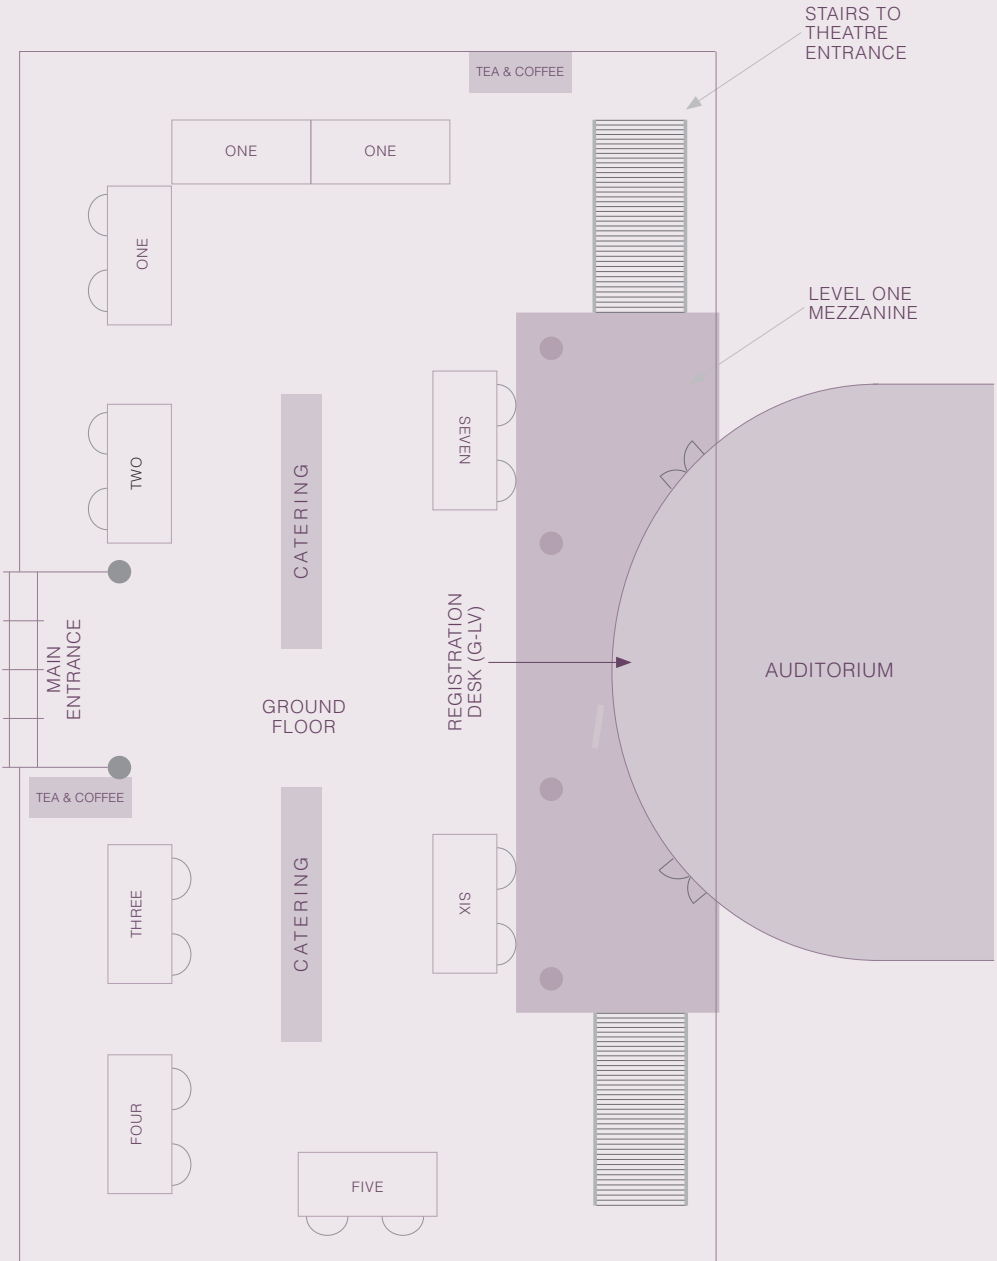 STAIRS TO
THEATRE
ENTRANCE
TEA & COFFEE
ONE
ONE
ONE
LEVEL ONE
MEZZANINE
SEVEN
TWO
CATERING
REGISTRATION
DESK (G-LV)
MAIN
ENTRANCE
AUDITORIUM
GROUND
FLOOR
TEA & COFFEE
THREE
CATERING
SIX
FOUR
FIVE